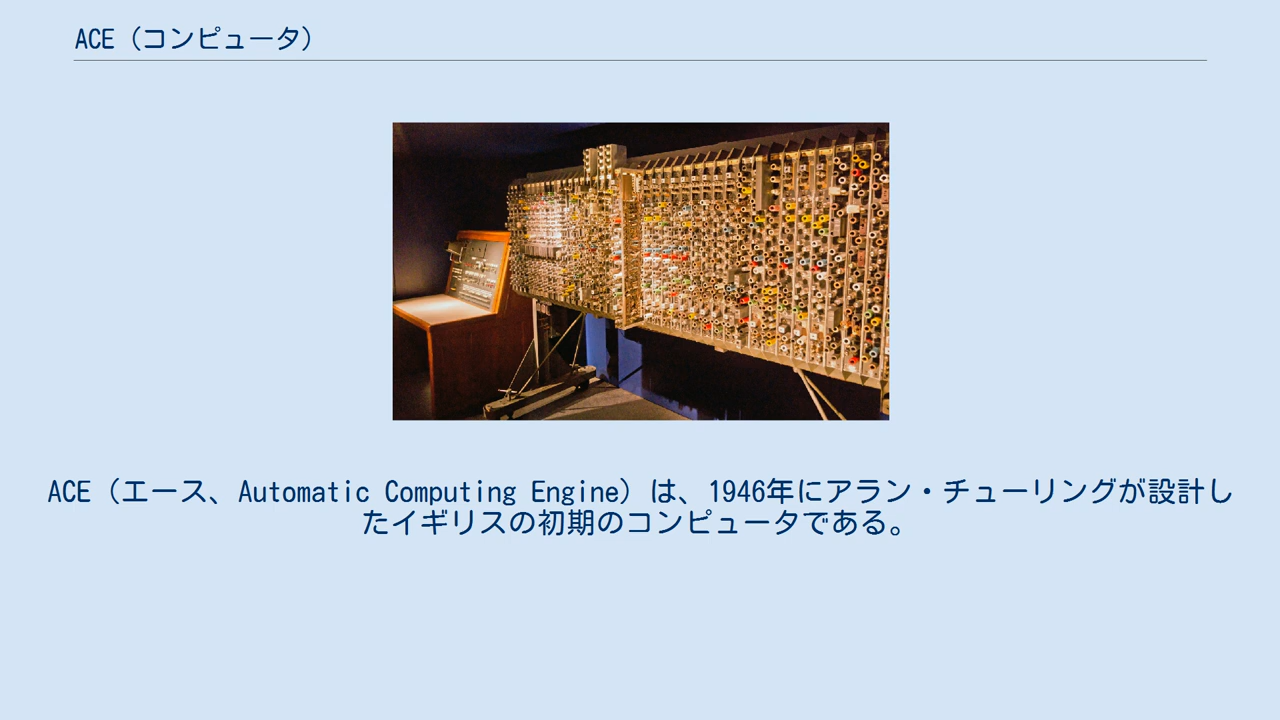 ACE（コンピュータ）
ACE（エース、Automatic Computing Engine）は、1946年にアラン・チューリングが設計し
たイギリスの初期のコンピュータである。